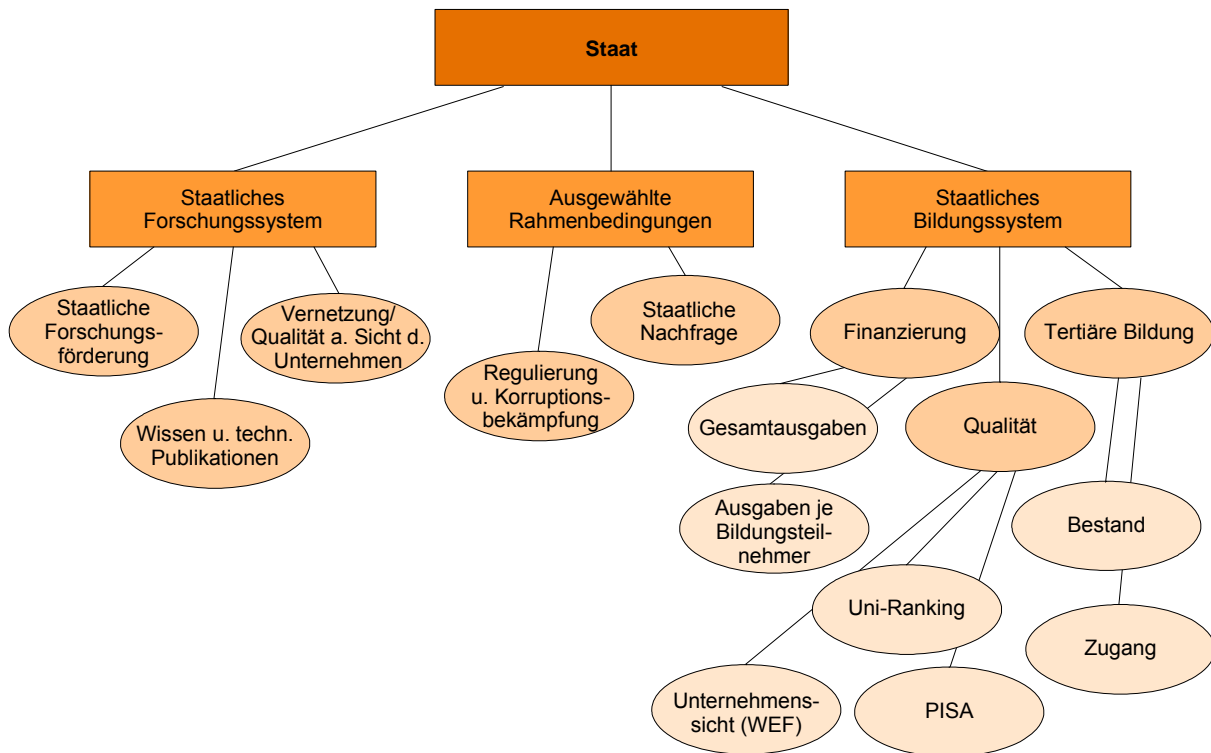 Staat
Staatliches
Forschungssystem
Ausgewählte
Rahmenbedingungen
Staatliches
Bildungssystem
Staatliche
Forschungs-
förderung
Vernetzung/
Qualität a. Sicht d.
Unternehmen
Wissen u. techn.
Publikationen
Staatliche
Nachfrage
Regulierung
u. Korruptions-
bekämpfung
Finanzierung
Tertiäre Bildung
Gesamtausgaben
Qualität
Ausgaben je
Bildungsteil-
nehmer
Bestand
Uni-Ranking
Zugang
Unternehmens-
sicht (WEF)
PISA